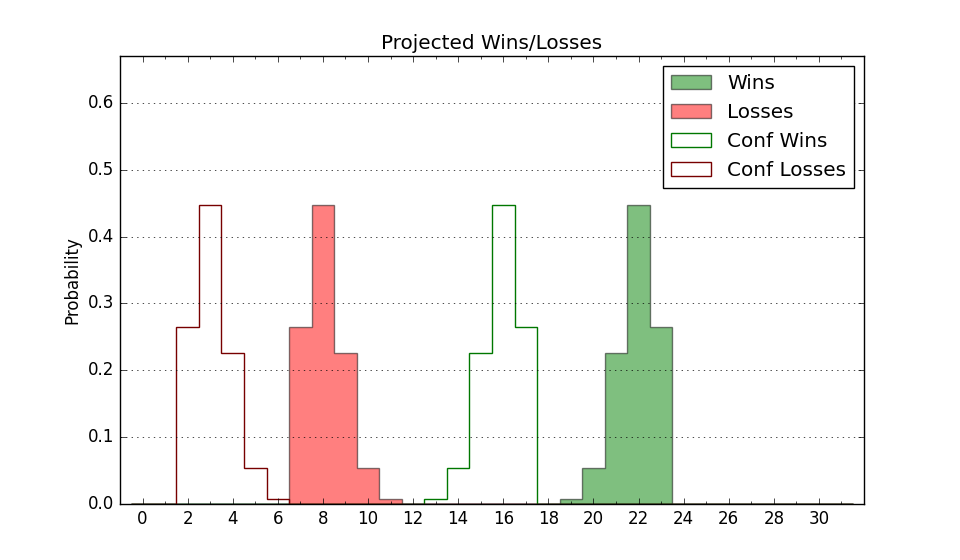 Projected Wins/Losses
Wins
Losses
Conf Wins
Conf Losses
Probability
0.6
0.5
0.4
0.3
0.2
0.1
0.0
0 2 4 6 8 10 12 14 16 18 20 22 24 26 28 30